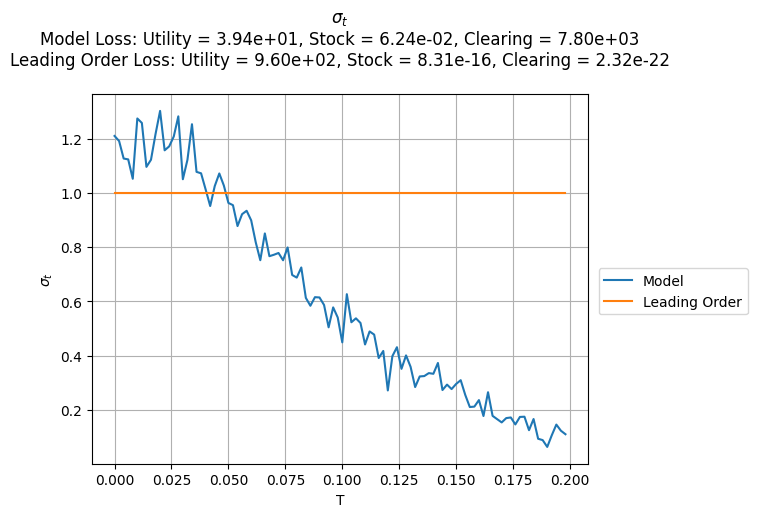 σt
Model Loss: Utility = 3.94e+01, Stock = 6.24e-02, Clearing = 7.80e+03
Leading Order Loss: Utility = 9.60e+02, Stock = 8.31e-16, Clearing = 2.32e-22
1.2
1.0
0.8
0.6
0.4
0.2
σt
0.000 0.025 0.050 0.075 0.100 0.125 0.150 0.175 0.200
T
Model
Leading Order